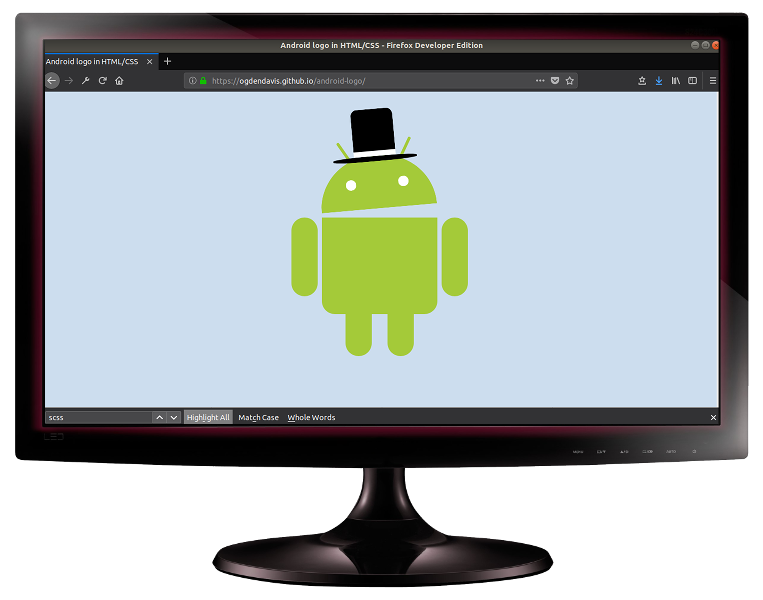 Android logo in HTML/CSS - Firefox Developer Edition
Android logo in HTML/CSS
https://ogdendavis.github.io/android-logo/
scss Highlight All Match Case Whole Words